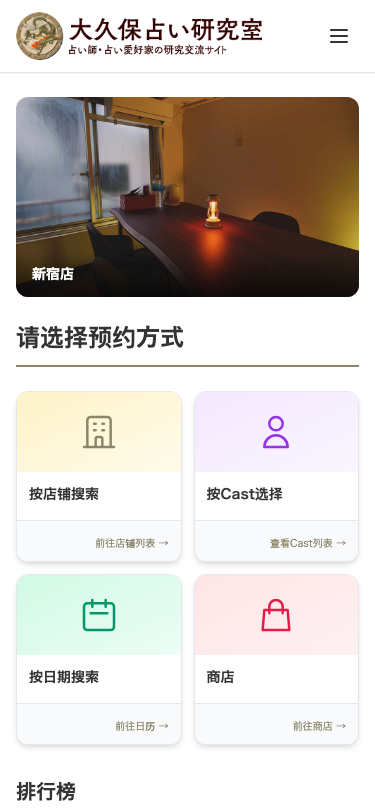 大久保占い研究室
占い師・占い愛好家の研究交流サイト
新宿店
请选择预约方式
按店铺搜索
前往店铺列表 →
按Cast选择
查看Cast列表 →
按日期搜索
前往日历 →
商店
前往商店 →
排行榜